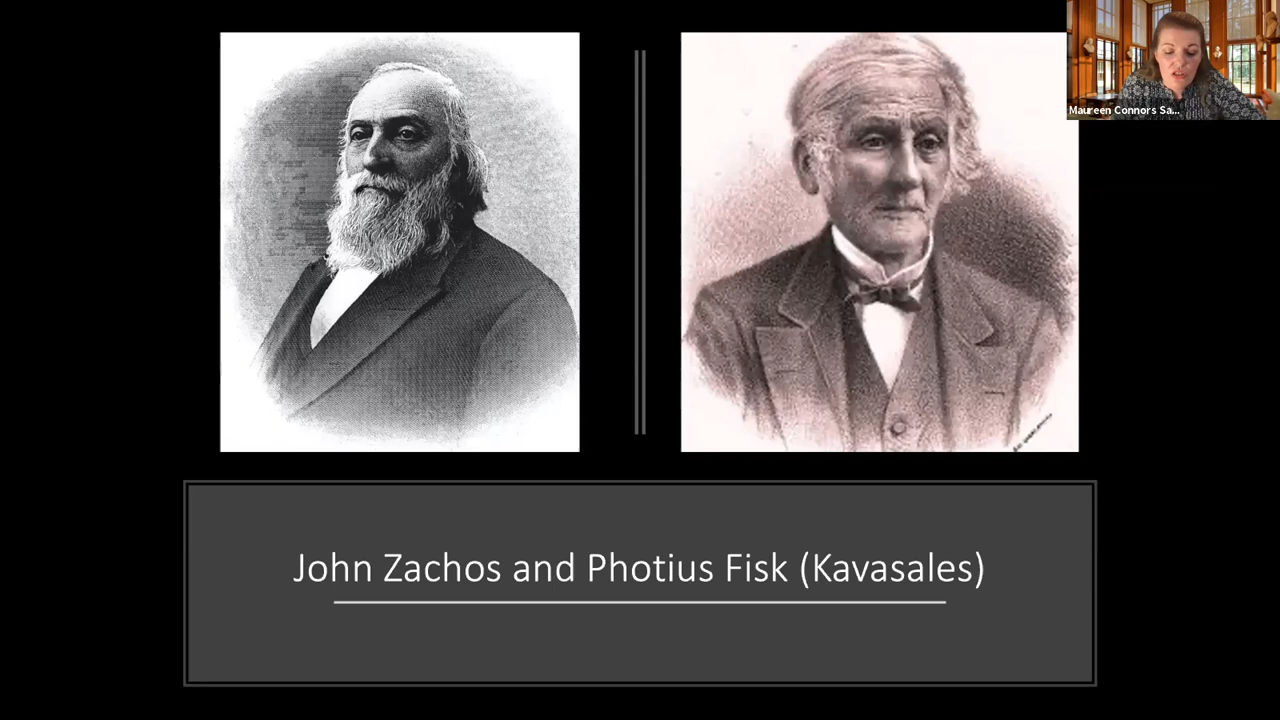 Maureen Connors Sa...
John Zachos and Photius Fisk (Kavasales)